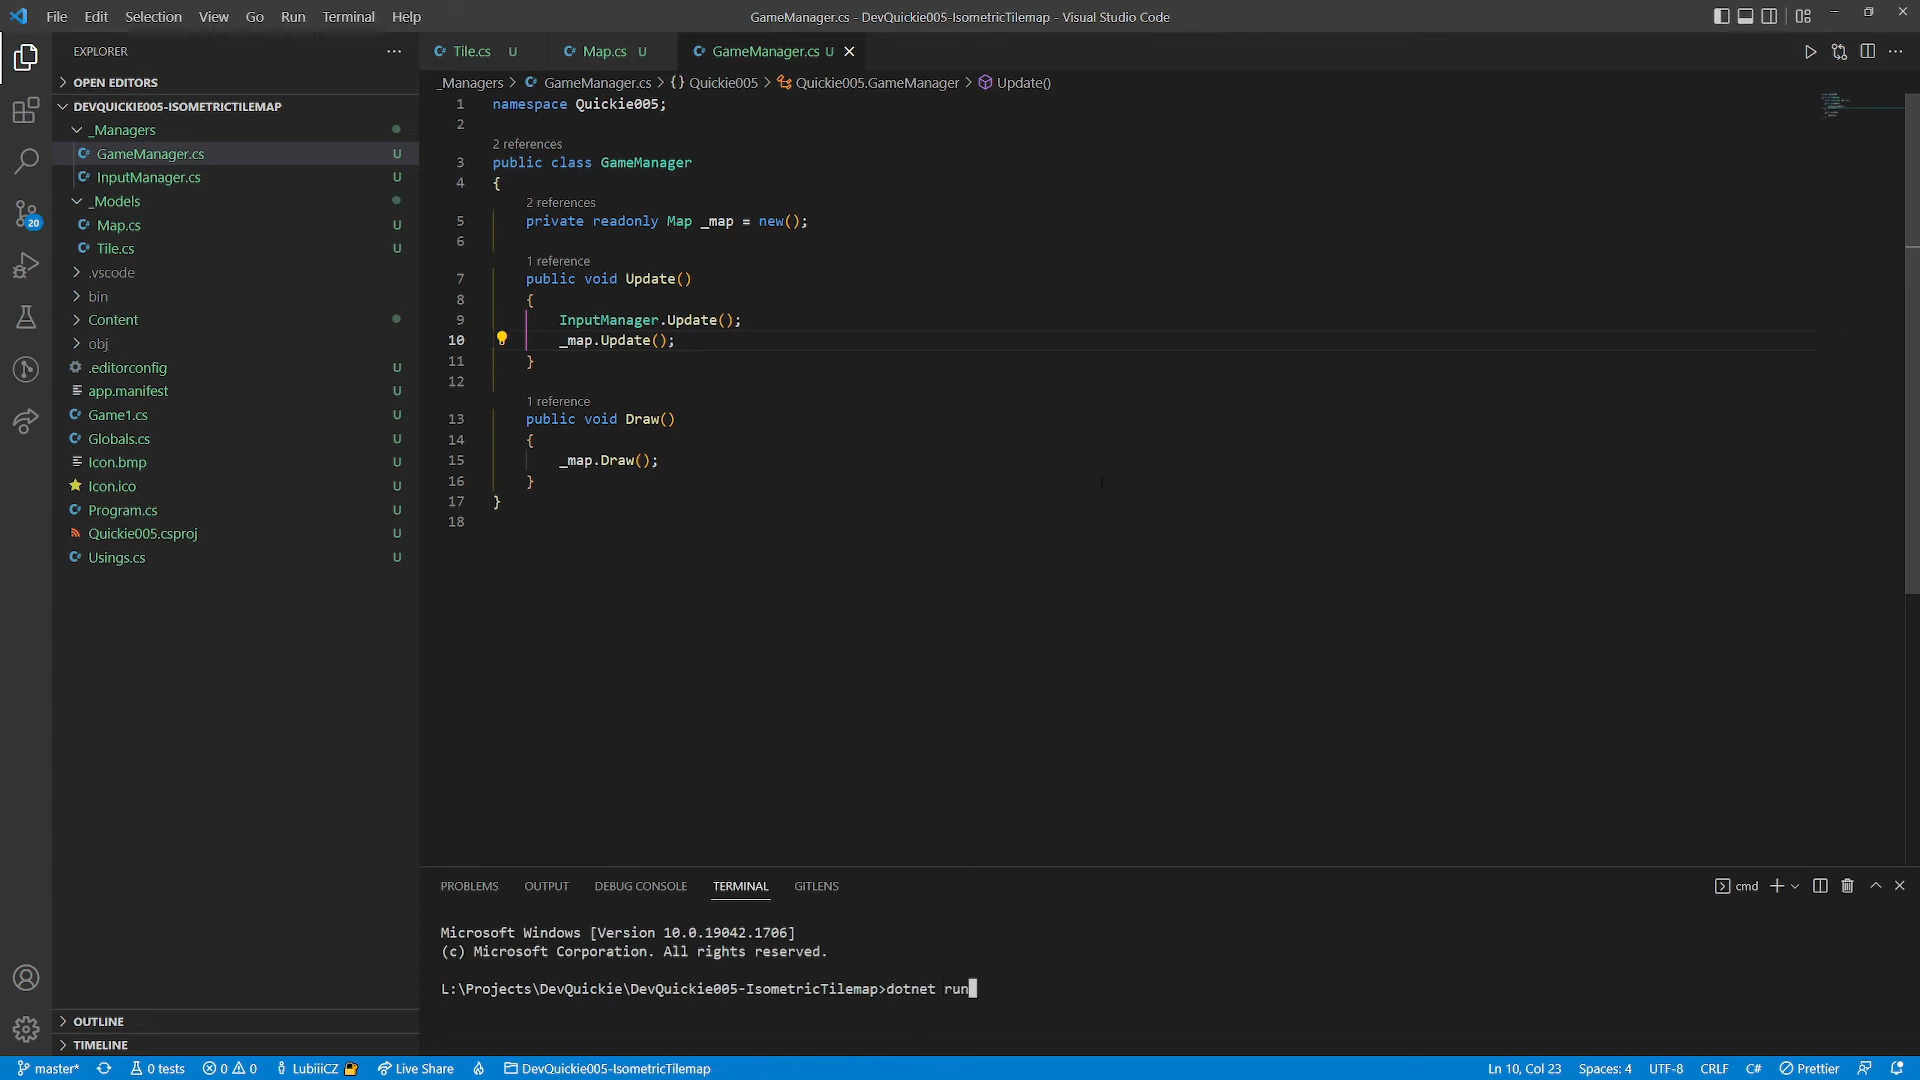 File Edit Selection View Go Run Terminal Help
GameManager.cs - DevQuickie005-IsometricTilemap - Visual Studio Code
EXPLORER
OPEN EDITORS
DEVQUICKIE005-ISOMETRICTILEMAP
_Managers
GameManager.cs U
InputManager.cs U
_Models
Map.cs U
Tile.cs U
.vscode
bin
Content
obj
.editorconfig U
app.manifest U
Game1.cs U
Globals.cs U
Icon.bmp U
Icon.ico U
Program.cs U
Quickie005.csproj U
Usings.cs U
OUTLINE
TIMELINE
20
Tile.cs U Map.cs U GameManager.cs U
_Managers > GameManager.cs > {} Quickie005 > Quickie005.GameManager > Update()
1 namespace Quickie005;
2
2 references
3 public class GameManager
4 {
2 references
5 private readonly Map _map = new();
6
1 reference
7 public void Update()
8 {
9 InputManager.Update();
10 _map.Update();
11 }
12
1 reference
13 public void Draw()
14 {
15 _map.Draw();
16 }
17 }
18
PROBLEMS OUTPUT DEBUG CONSOLE TERMINAL GITLENS
cmd
Microsoft Windows [Version 10.0.19042.1706]
(c) Microsoft Corporation. All rights reserved.
L:\Projects\DevQuickie\DevQuickie005-IsometricTilemap>dotnet run
master* 0 tests 0 0 LubiiiCZ Live Share DevQuickie005-IsometricTilemap
Ln 10, Col 23 Spaces: 4 UTF-8 CRLF C# Prettier